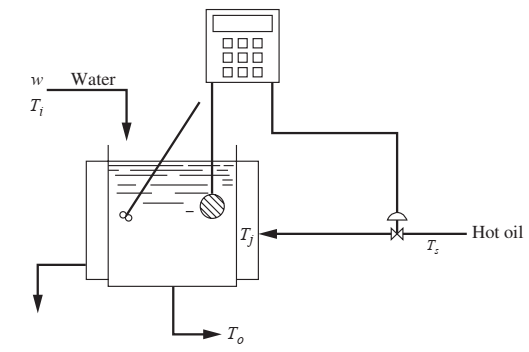 w Water
T_i
T_j
Hot oil
T_s
T_o